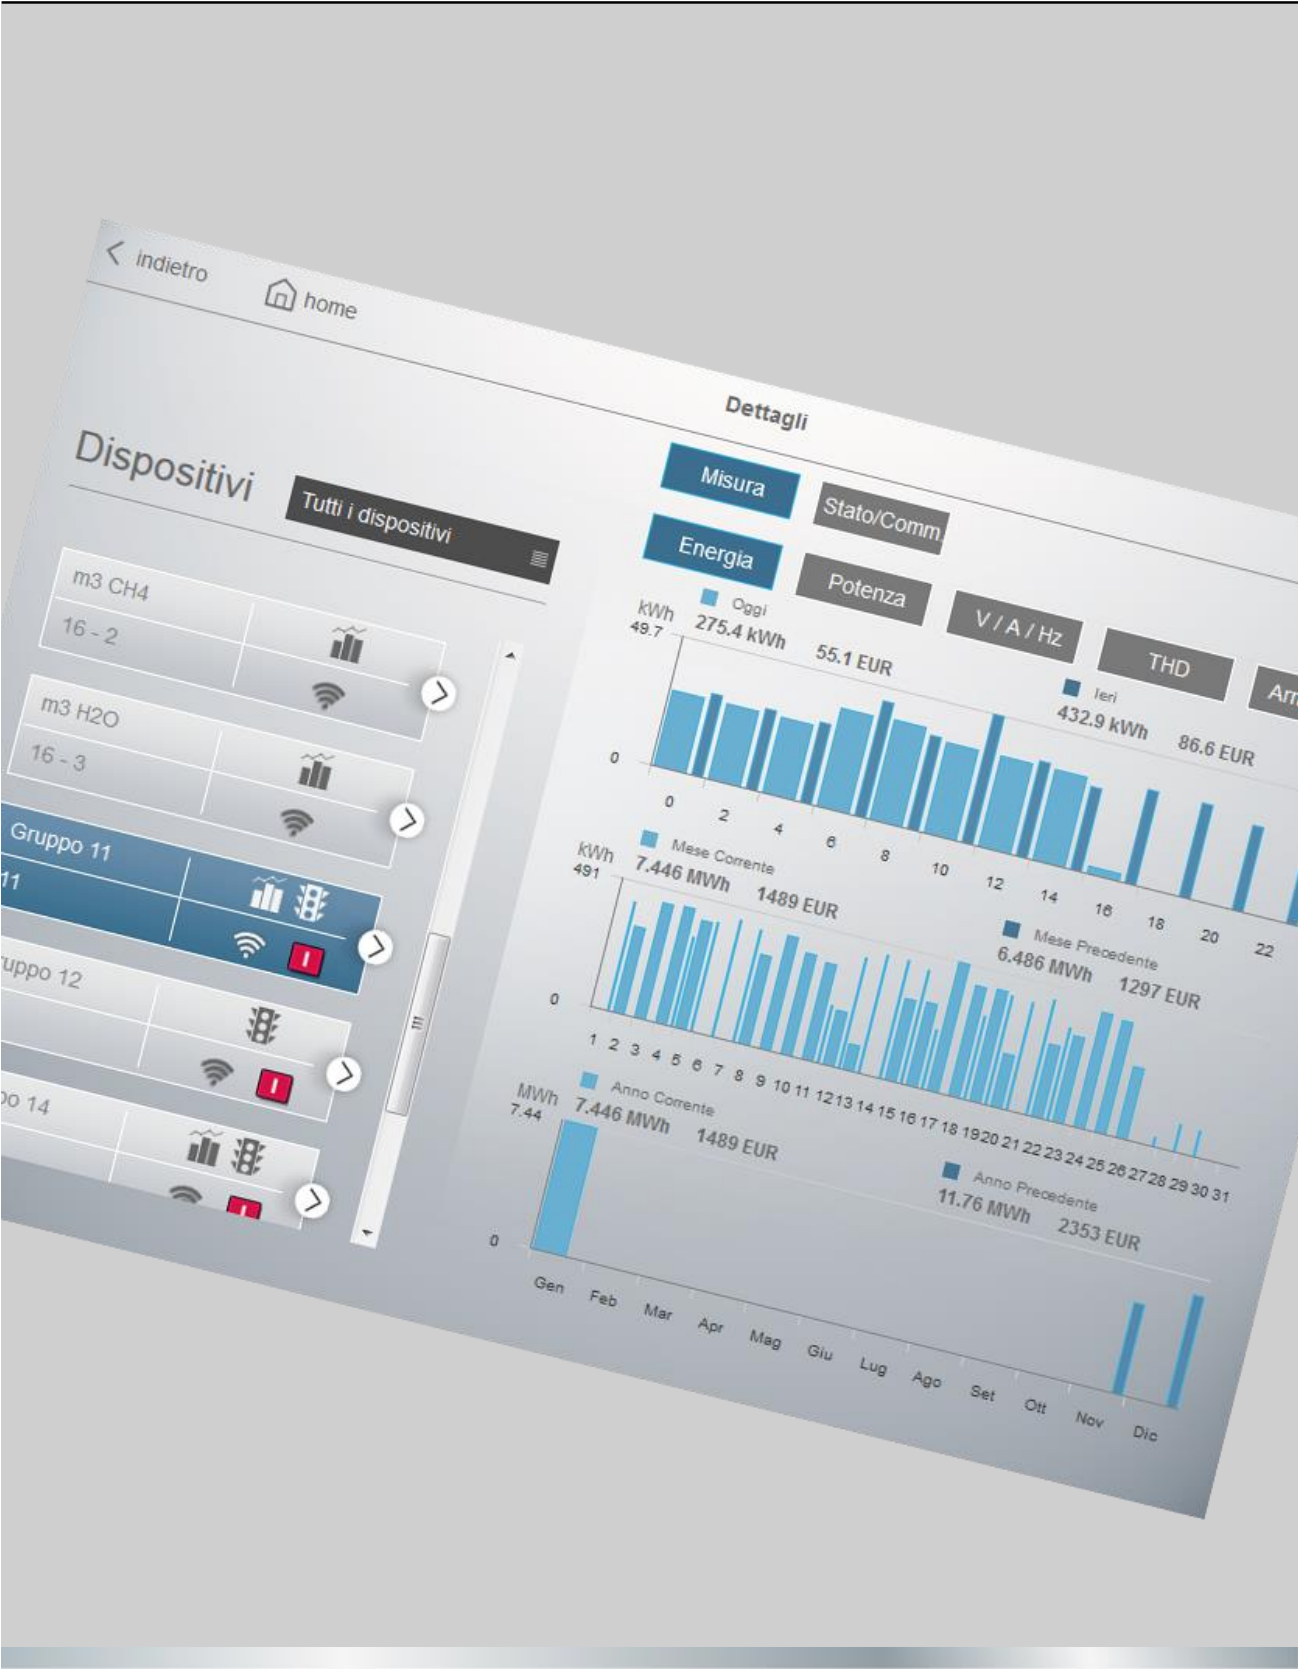 indietro
home
Dettagli
Dispositivi
Tutti i dispositivi
m3 CH4
16 - 2
m3 H2O
16 - 3
Gruppo 11
11
uppo 12
po 14
Misura
Stato/Comm.
Energia
Potenza
V / A / Hz
THD
kWh
49.7
0
Oggi
275.4 kWh 55.1 EUR
Ieri
432.9 kWh 86.6 EUR
0 2 4 6 8 10 12 14 16 18 20 22
kWh
491
0
Mese Corrente
7.446 MWh 1489 EUR
Mese Precedente
6.486 MWh 1297 EUR
1 2 3 4 5 6 7 8 9 10 11 12 13 14 15 16 17 18 19 20 21 22 23 24 25 26 27 28 29 30 31
MWh
7.44
0
Anno Corrente
7.446 MWh 1489 EUR
Anno Precedente
11.76 MWh 2353 EUR
Gen Feb Mar Apr Mag Giu Lug Ago Set Ott Nov Dic